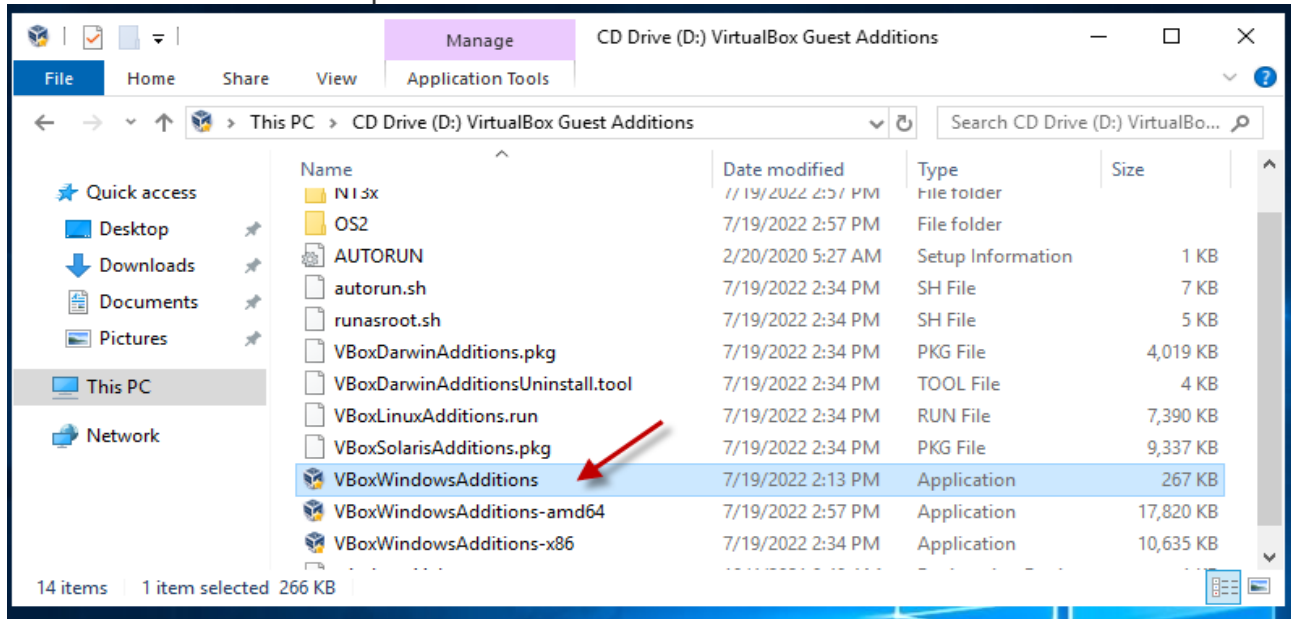 Manage CD Drive (D:) VirtualBox Guest Additions
File Home Share View Application Tools
This PC > CD Drive (D:) VirtualBox Guest Additions Search CD Drive (D:) VirtualBo...
Name Date modified Type Size
Quick access
Desktop
Downloads
Documents
Pictures
This PC
Network
NT3x 7/19/2022 2:57 PM File folder
OS2 7/19/2022 2:57 PM File folder
AUTORUN 2/20/2020 5:27 AM Setup Information 1 KB
autorun.sh 7/19/2022 2:34 PM SH File 7 KB
runasroot.sh 7/19/2022 2:34 PM SH File 5 KB
VBoxDarwinAdditions.pkg 7/19/2022 2:34 PM PKG File 4,019 KB
VBoxDarwinAdditionsUninstall.tool 7/19/2022 2:34 PM TOOL File 4 KB
VBoxLinuxAdditions.run 7/19/2022 2:34 PM RUN File 7,390 KB
VBoxSolarisAdditions.pkg 7/19/2022 2:34 PM PKG File 9,337 KB
VBoxWindowsAdditions 7/19/2022 2:13 PM Application 267 KB
VBoxWindowsAdditions-amd64 7/19/2022 2:57 PM Application 17,820 KB
VBoxWindowsAdditions-x86 7/19/2022 2:34 PM Application 10,635 KB
14 items 1 item selected 266 KB